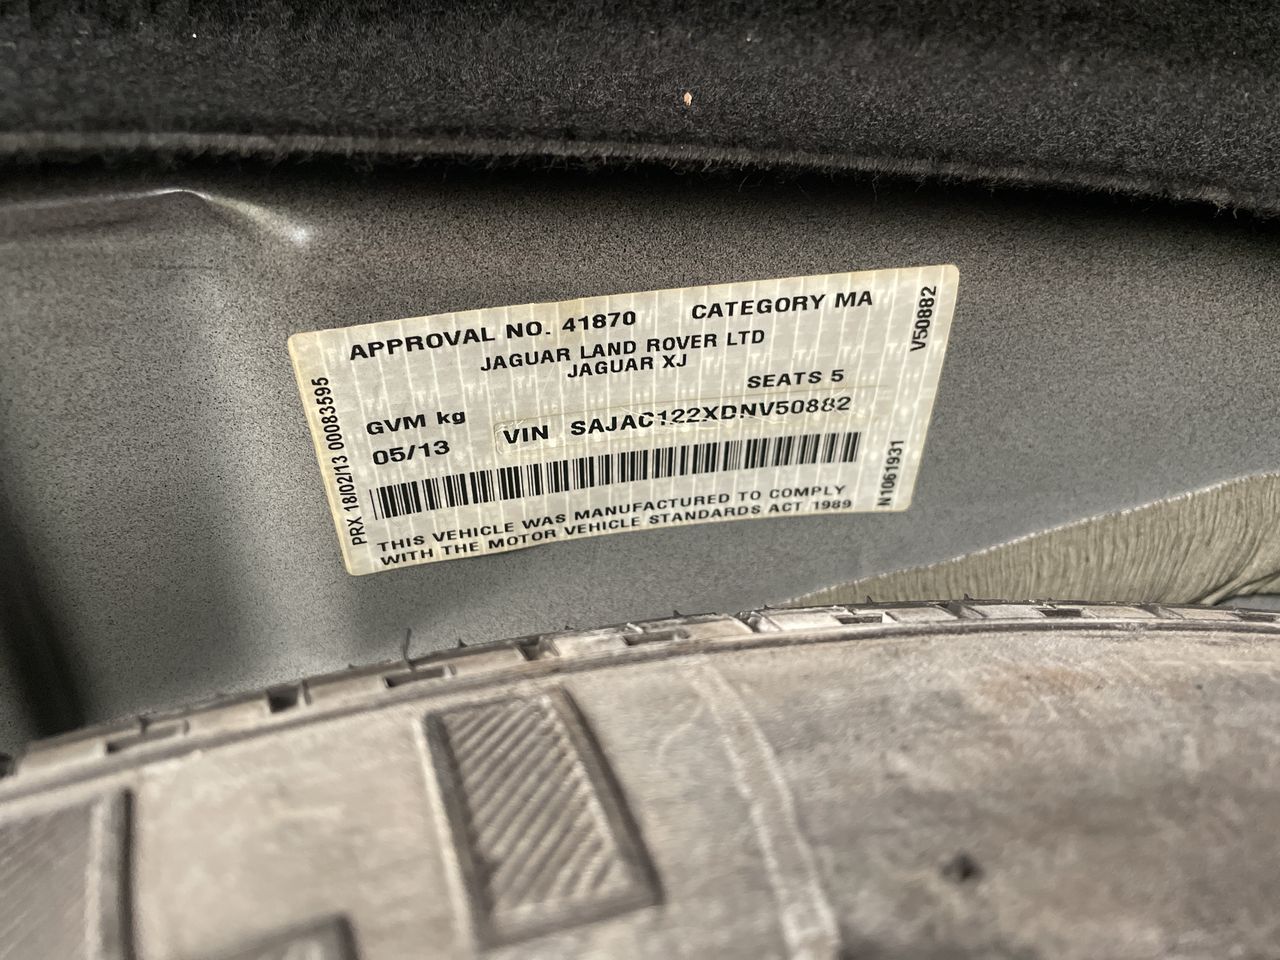 APPROVAL NO. 41870 CATEGORY MA
JAGUAR LAND ROVER LTD
JAGUAR XJ
SEATS 5
GVM kg
05/13
VIN SAJAC122XDNV50882
THIS VEHICLE WAS MANUFACTURED TO COMPLY
WITH THE MOTOR VEHICLE STANDARDS ACT 1989
PRX 18/02/13 00083595
V50882
N1061931